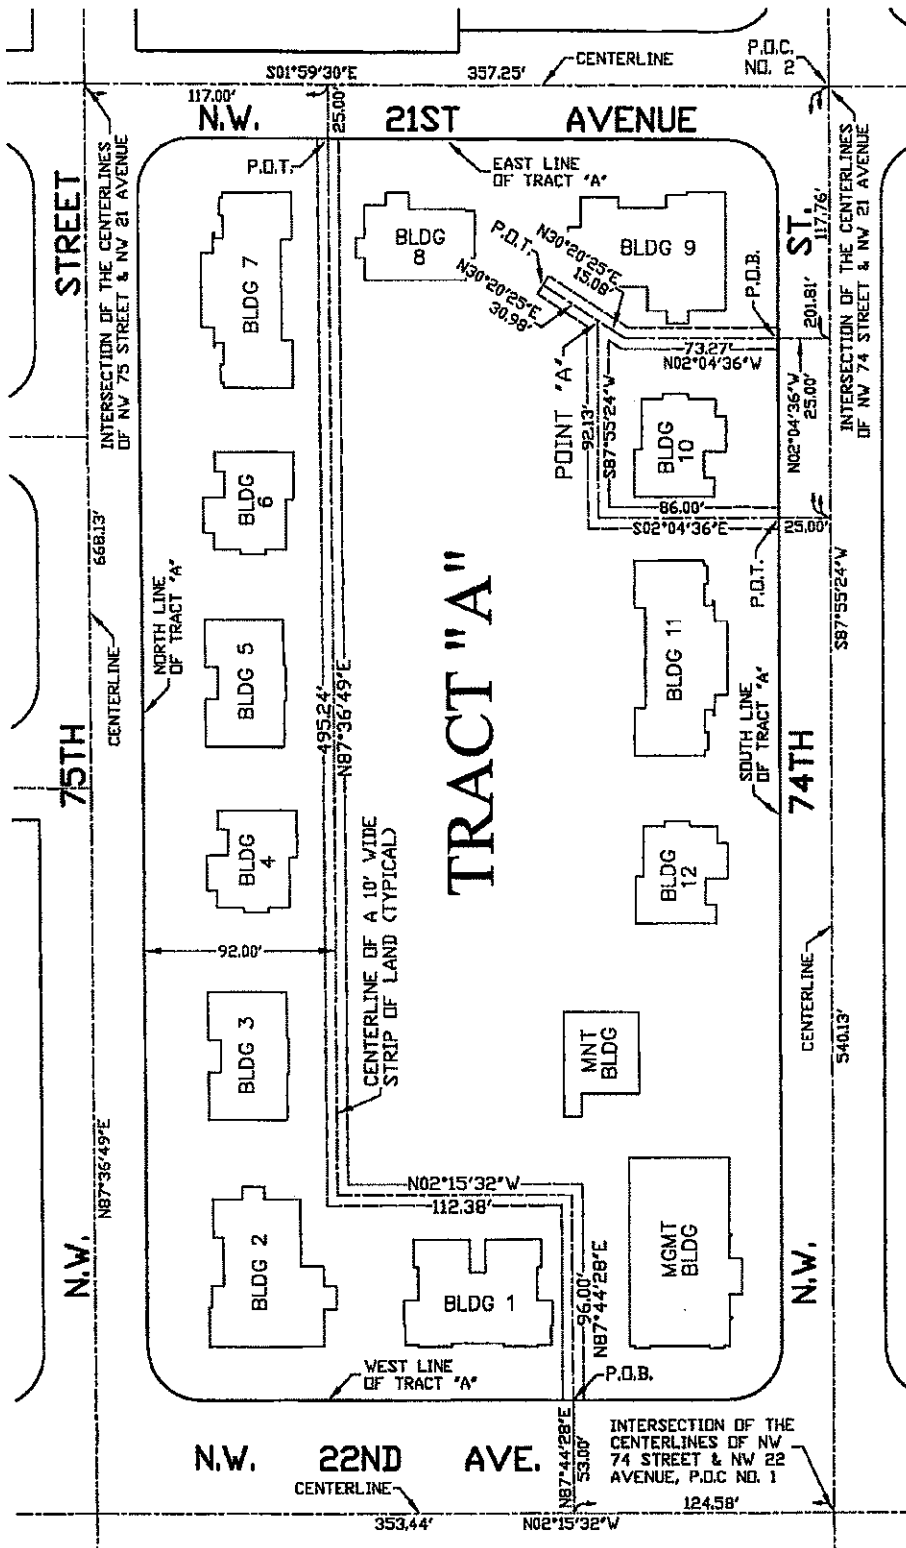 S01°59'30"E
357.25'
CENTERLINE
P.O.C.
NO. 2
117.00'
25.00'
N.W. 21ST AVENUE
P.O.T.
EAST LINE
OF TRACT "A"
INTERSECTION OF THE CENTERLINES
OF NW 75 STREET & NW 21 AVENUE
STREET
BLDG 7
BLDG
8
BLDG 9
P.O.T.
N30°20'25"E
15.08'
N30°20'25"E
30.98'
P.O.B.
ST.
117.76'
201.81'
INTERSECTION OF THE CENTERLINES
OF NW 74 STREET & NW 21 AVENUE
73.27'
N02°04'36"W
N02°04'36"W
25.00'
POINT "A"
92.13'
S87°55'24"W
BLDG
10
BLDG
6
86.00'
S02°04'36"E
25.00'
P.O.T.
668.13'
NORTH LINE
OF TRACT "A"
CENTERLINE
75TH
BLDG 5
495.24'
N87°36'49"E
TRACT "A"
BLDG 11
S87°55'24"W
SOUTH LINE
OF TRACT "A"
74TH
BLDG
4
BLDG
12
92.00'
CENTERLINE OF A 10' WIDE
STRIP OF LAND (TYPICAL)
CENTERLINE
540.13'
BLDG 3
MNT
BLDG
N87°36'49"E
N02°15'32"W
112.38'
N.W.
BLDG 2
BLDG 1
96.00'
N87°44'28"E
MGMT
BLDG
N.W.
WEST LINE
OF TRACT "A"
P.O.B.
N.W. 22ND AVE.
N87°44'28"E
53.00'
INTERSECTION OF THE
CENTERLINES OF NW
74 STREET & NW 22
AVENUE, P.O.C NO. 1
CENTERLINE
124.58'
353.44'
N02°15'32"W